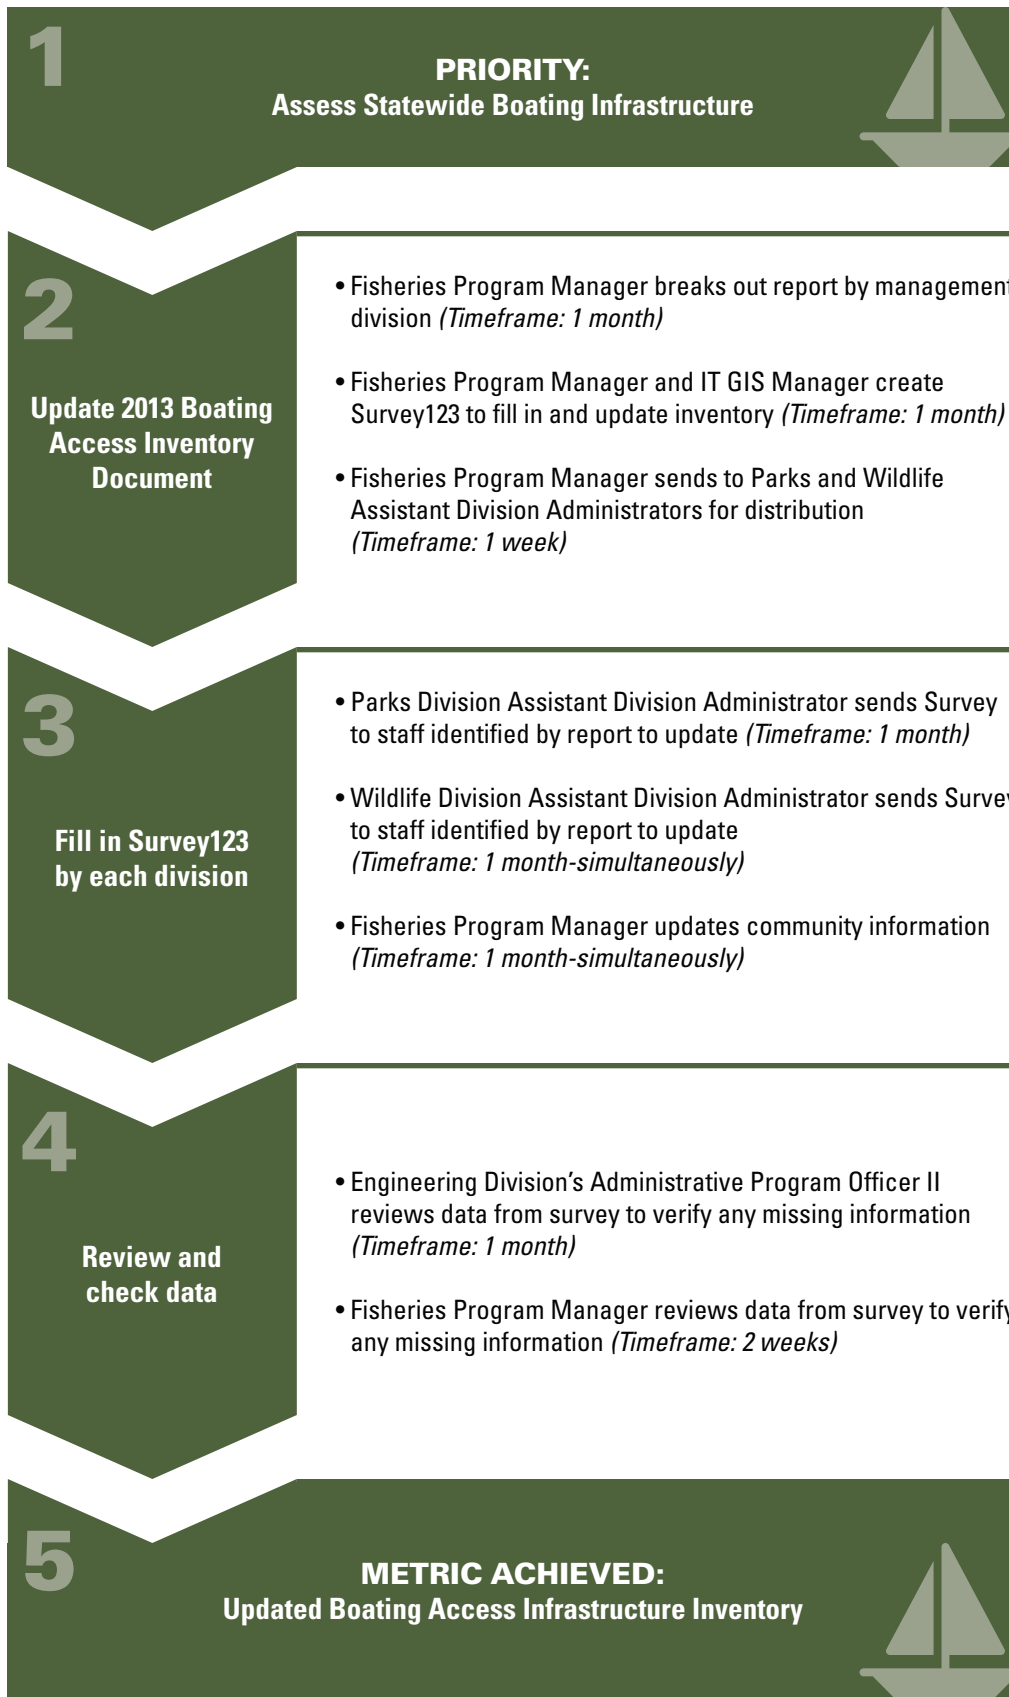 1
PRIORITY:
Assess Statewide Boating Infrastructure
2
Update 2013 Boating
Access Inventory
Document
• Fisheries Program Manager breaks out report by management
division (Timeframe: 1 month)
• Fisheries Program Manager and IT GIS Manager create
Survey123 to fill in and update inventory (Timeframe: 1 month)
• Fisheries Program Manager sends to Parks and Wildlife
Assistant Division Administrators for distribution
(Timeframe: 1 week)
3
Fill in Survey123
by each division
• Parks Division Assistant Division Administrator sends Survey
to staff identified by report to update (Timeframe: 1 month)
• Wildlife Division Assistant Division Administrator sends Survey
to staff identified by report to update
(Timeframe: 1 month-simultaneously)
• Fisheries Program Manager updates community information
(Timeframe: 1 month-simultaneously)
4
Review and
check data
• Engineering Division’s Administrative Program Officer II
reviews data from survey to verify any missing information
(Timeframe: 1 month)
• Fisheries Program Manager reviews data from survey to verify
any missing information (Timeframe: 2 weeks)
5
METRIC ACHIEVED:
Updated Boating Access Infrastructure Inventory